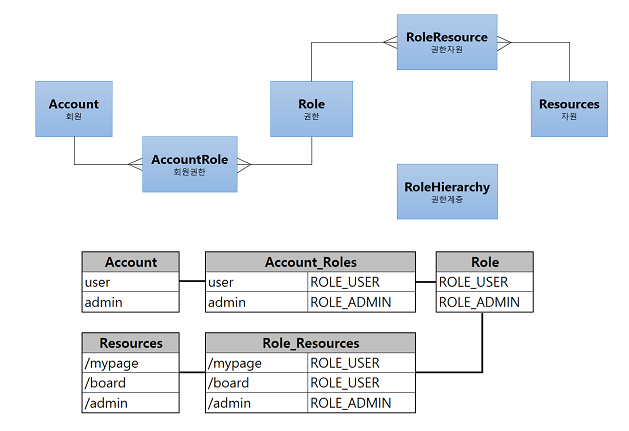 RoleResource
권한자원
Account
회원
Role
권한
Resources
자원
AccountRole
회원권한
RoleHierarchy
권한계층
Account
user
admin
Account_Roles
user ROLE_USER
admin ROLE_ADMIN
Role
ROLE_USER
ROLE_ADMIN
Resources
/mypage
/board
/admin
Role_Resources
/mypage ROLE_USER
/board ROLE_USER
/admin ROLE_ADMIN